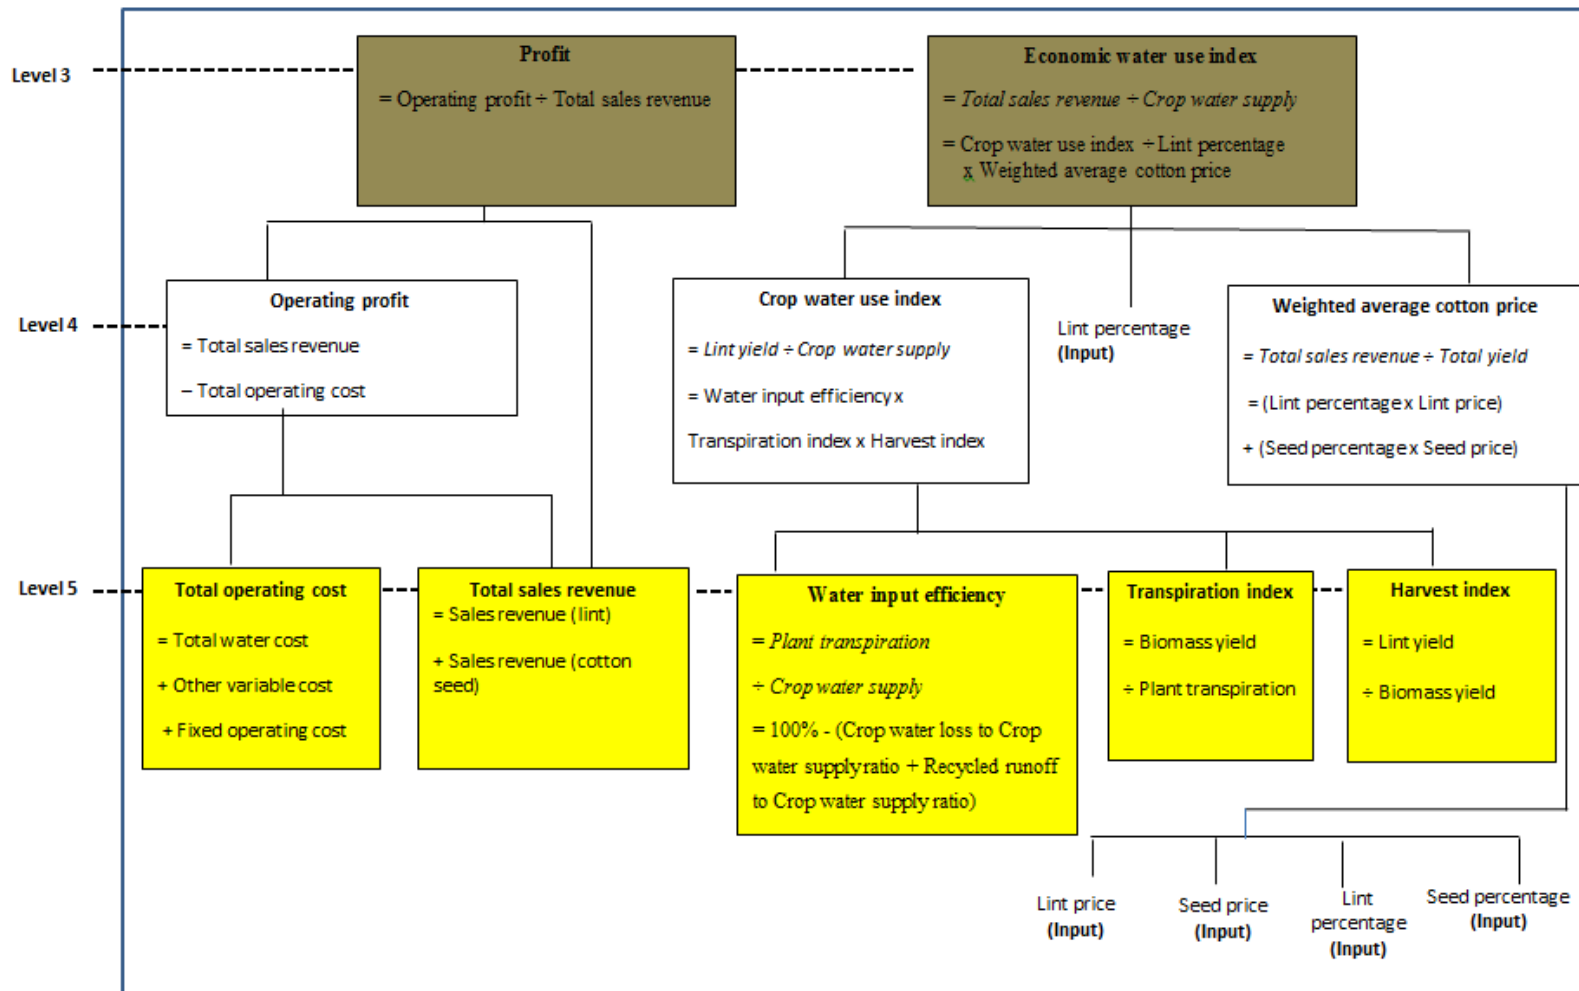 Level 3
Profit
= Operating profit ÷ Total sales revenue
Economic water use index
= Total sales revenue ÷ Crop water supply
= Crop water use index ÷ Lint percentage
x Weighted average cotton price
Level 4
Operating profit
= Total sales revenue
– Total operating cost
Crop water use index
= Lint yield ÷ Crop water supply
= Water input efficiency x
Transpiration index x Harvest index
Lint percentage
(Input)
Weighted average cotton price
= Total sales revenue ÷ Total yield
= (Lint percentage x Lint price)
+ (Seed percentage x Seed price)
Level 5
Total operating cost
= Total water cost
+ Other variable cost
+ Fixed operating cost
Total sales revenue
= Sales revenue (lint)
+ Sales revenue (cotton
seed)
Water input efficiency
= Plant transpiration
÷ Crop water supply
= 100% - (Crop water loss to Crop
water supply ratio + Recycled runoff
to Crop water supply ratio)
Transpiration index
= Biomass yield
÷ Plant transpiration
Harvest index
= Lint yield
÷ Biomass yield
Lint price
(Input)
Seed price
(Input)
Lint
percentage
(Input)
Seed percentage
(Input)